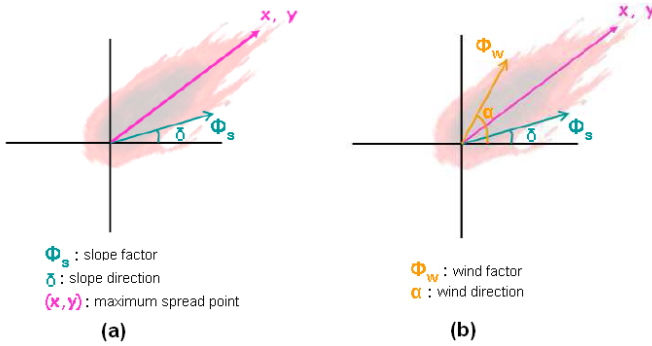 x, y
Φs
δ
Φs : slope factor
δ : slope direction
(x,y) : maximum spread point
(a)
x, y
Φw
α
Φs
δ
Φw : wind factor
α : wind direction
(b)